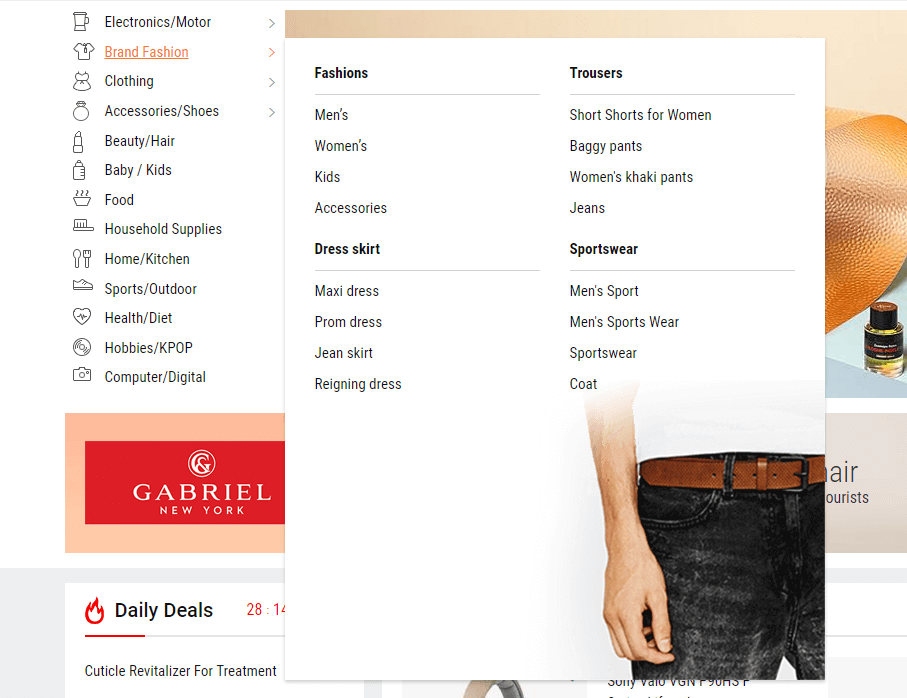 Electronics/Motor
Brand Fashion
Clothing
Accessories/Shoes
Beauty/Hair
Baby / Kids
Food
Household Supplies
Home/Kitchen
Sports/Outdoor
Health/Diet
Hobbies/KPOP
Computer/Digital
Fashions
Men’s
Women’s
Kids
Accessories
Trousers
Short Shorts for Women
Baggy pants
Women's khaki pants
Jeans
Dress skirt
Maxi dress
Prom dress
Jean skirt
Reigning dress
Sportswear
Men's Sport
Men's Sports Wear
Sportswear
Coat
GABRIEL
NEW YORK
air
ourists
Daily Deals
28 : 14
Cuticle Revitalizer For Treatment
Sony Vaio VGN P90HS P